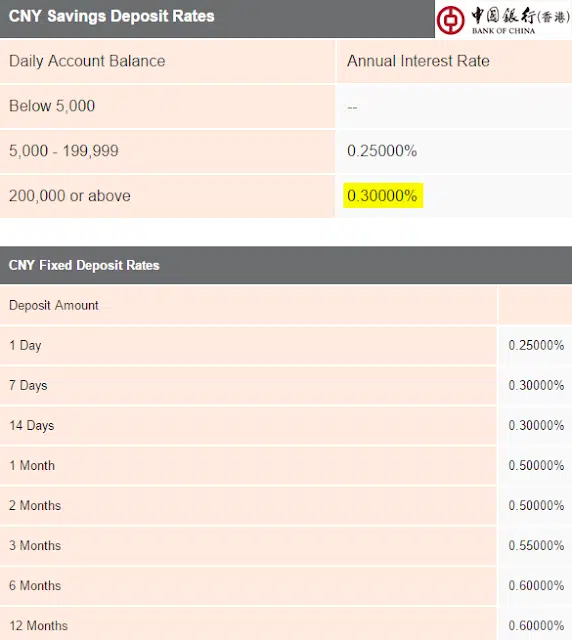 CNY Savings Deposit Rates
中國銀行(香港)
BANK OF CHINA
Daily Account Balance Annual Interest Rate
Below 5,000 --
5,000 - 199,999 0.25000%
200,000 or above 0.30000%
CNY Fixed Deposit Rates
Deposit Amount
1 Day 0.25000%
7 Days 0.30000%
14 Days 0.30000%
1 Month 0.50000%
2 Months 0.50000%
3 Months 0.55000%
6 Months 0.60000%
12 Months 0.60000%